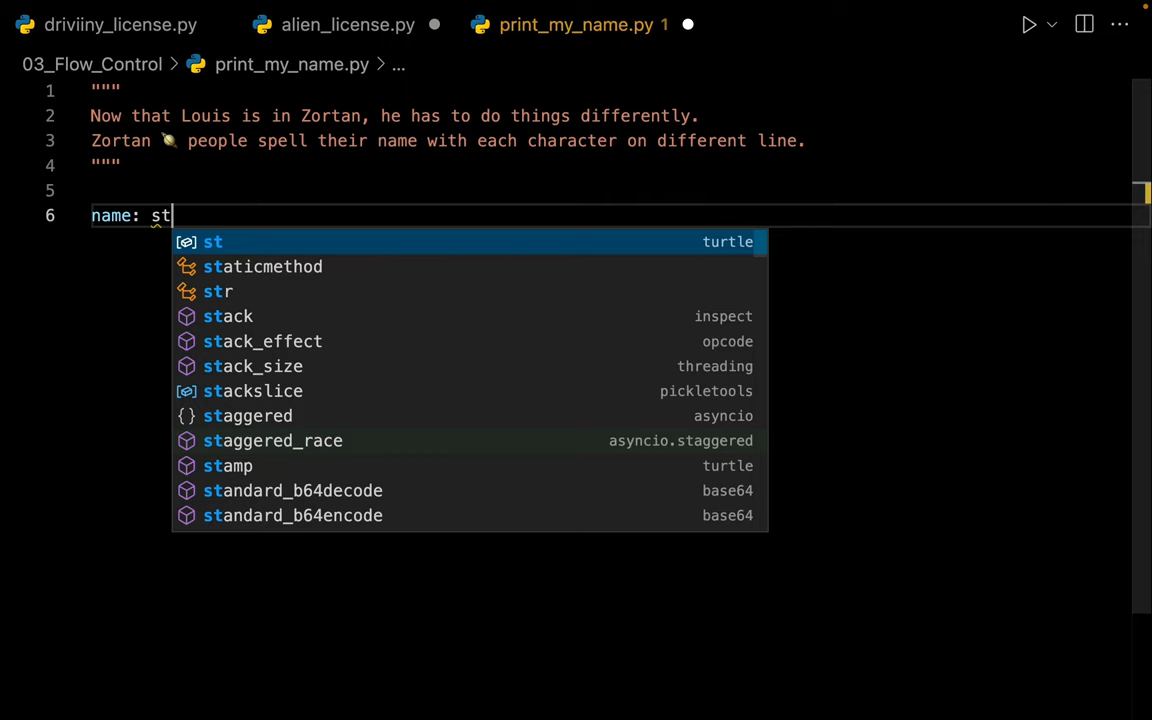 driviiny_license.py alien_license.py print_my_name.py 1
03_Flow_Control > print_my_name.py > ...
1 """
2 Now that Louis is in Zortan, he has to do things differently.
3 Zortan 🪐 people spell their name with each character on different line.
4 """
5
6 name: st
st turtle
staticmethod
str
stack inspect
stack_effect opcode
stack_size threading
stackslice pickletools
staggered asyncio
staggered_race asyncio.staggered
stamp turtle
standard_b64decode base64
standard_b64encode base64